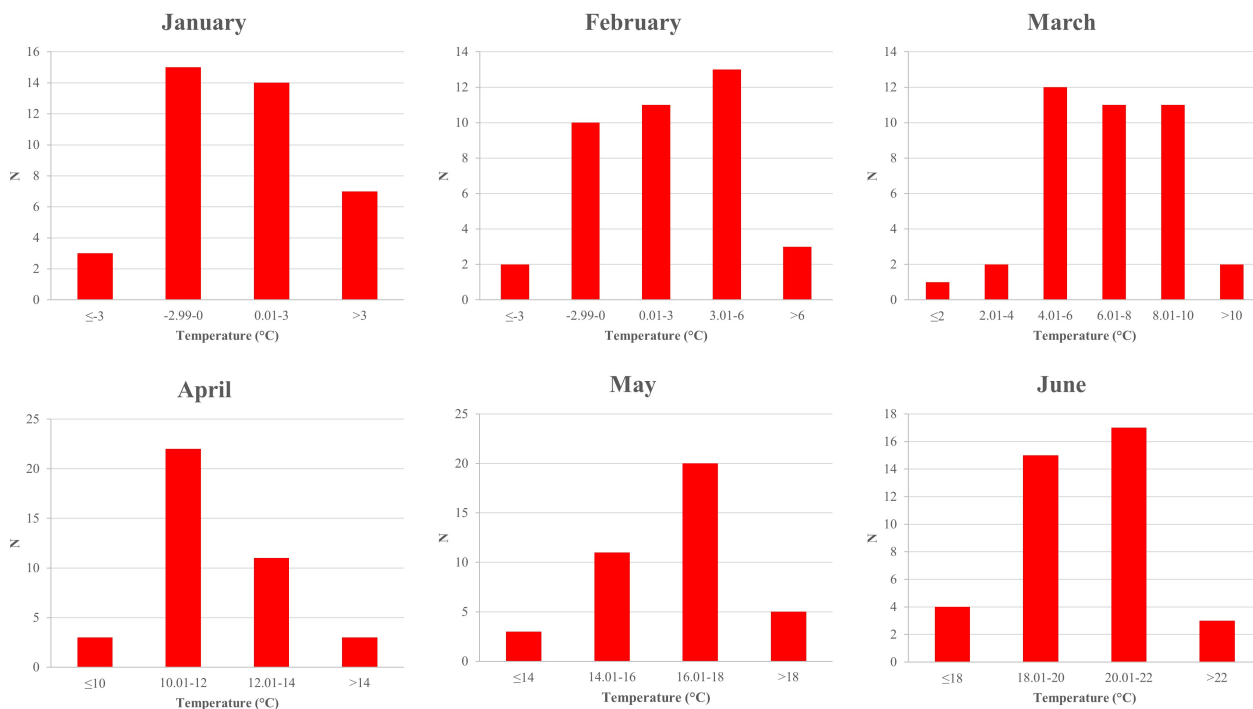 January
16
14
12
10
8
6
4
2
0
N
≤-3 -2.99-0 0.01-3 >3
Temperature (°C)
February
14
12
10
8
6
4
2
0
N
≤-3 -2.99-0 0.01-3 3.01-6 >6
Temperature (°C)
March
14
12
10
8
6
4
2
0
N
≤2 2.01-4 4.01-6 6.01-8 8.01-10 >10
Temperature (°C)
April
25
20
15
10
5
0
N
≤10 10.01-12 12.01-14 >14
Temperature (°C)
May
25
20
15
10
5
0
N
≤14 14.01-16 16.01-18 >18
Temperature (°C)
June
18
16
14
12
10
8
6
4
2
0
N
≤18 18.01-20 20.01-22 >22
Temperature (°C)